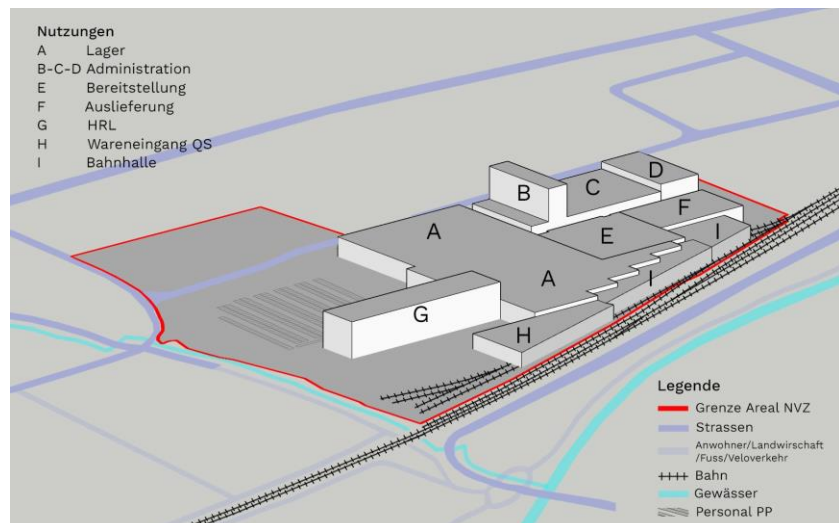 Nutzungen
A Lager
B-C-D Administration
E Bereitstellung
F Auslieferung
G HRL
H Wareneingang QS
I Bahnhalle
D
B
C
F
A
E
I
A
I
G
H
Legende
Grenze Areal NVZ
Strassen
Anwohner/Landwirschaft
/Fuss/Veloverkehr
Bahn
Gewässer
Personal PP